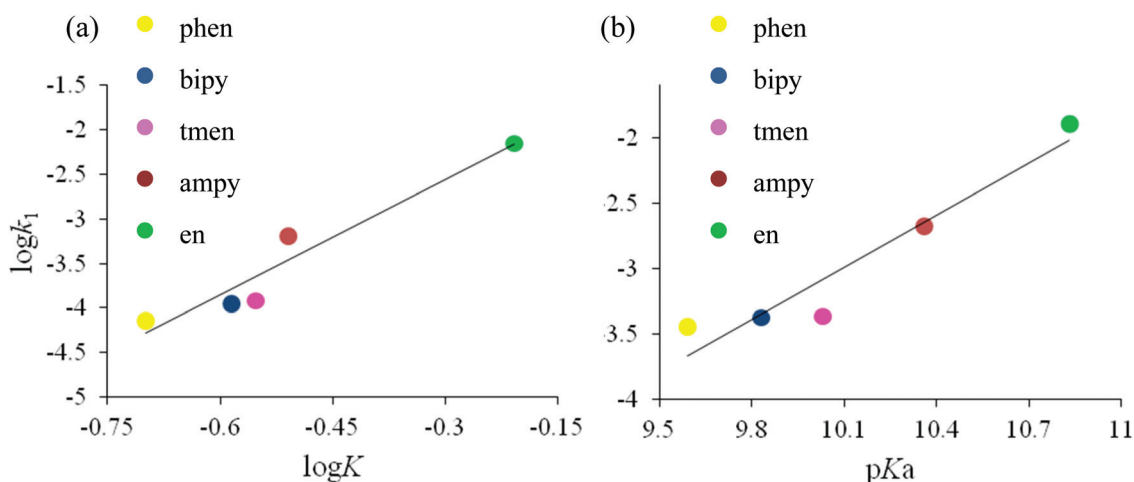 (a)
phen
bipy
tmen
ampy
en
-1.5
-2
-2.5
-3
-3.5
-4
-4.5
-5
logk1
-0.75
-0.6
-0.45
-0.3
-0.15
logK
(b)
phen
bipy
tmen
ampy
en
-2
-2.5
-3
-3.5
-4
9.5
9.8
10.1
10.4
10.7
11
pKa